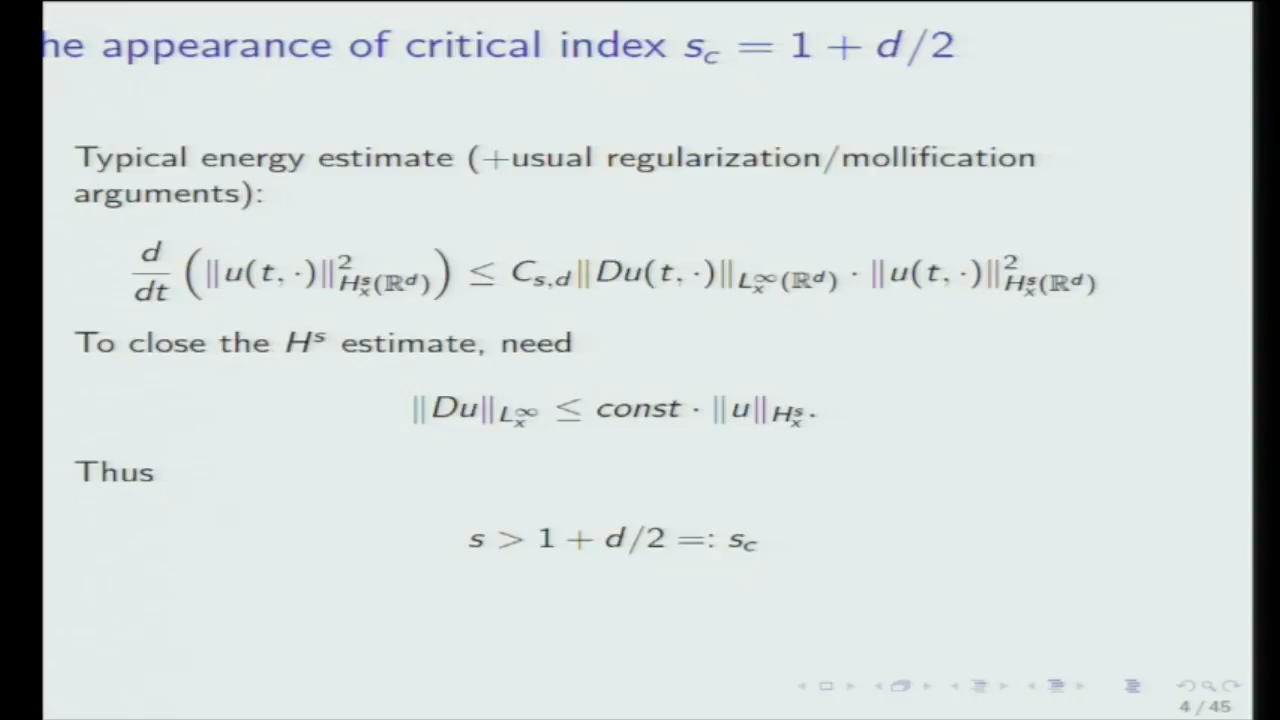 he appearance of critical index s_c = 1 + d/2
Typical energy estimate (+usual regularization/mollification
arguments):
d/dt (‖u(t, ·)‖²_{H^s_x(ℝ^d)}) ≤ C_{s,d}‖Du(t, ·)‖_{L^∞_x(ℝ^d)} · ‖u(t, ·)‖²_{H^s_x(ℝ^d)}
To close the H^s estimate, need
‖Du‖_{L^∞_x} ≤ const · ‖u‖_{H^s_x}.
Thus
s > 1 + d/2 =: s_c
4 / 45